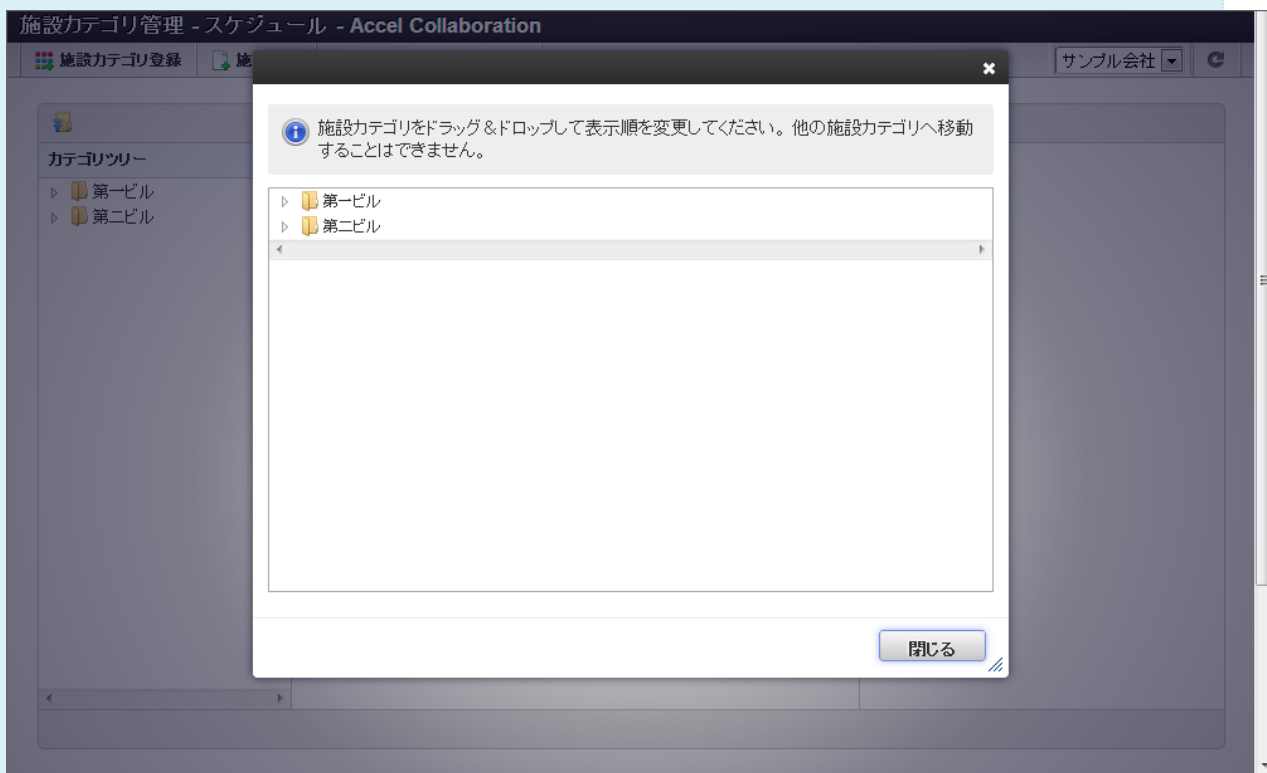 施設カテゴリ管理 - スケジュール - Accel Collaboration
施設カテゴリ登録
施
サンプル会社
施設カテゴリをドラッグ&ドロップして表示順を変更してください。他の施設カテゴリへ移動
することはできません。
カテゴリツリー
第一ビル
第二ビル
第一ビル
第二ビル
閉じる